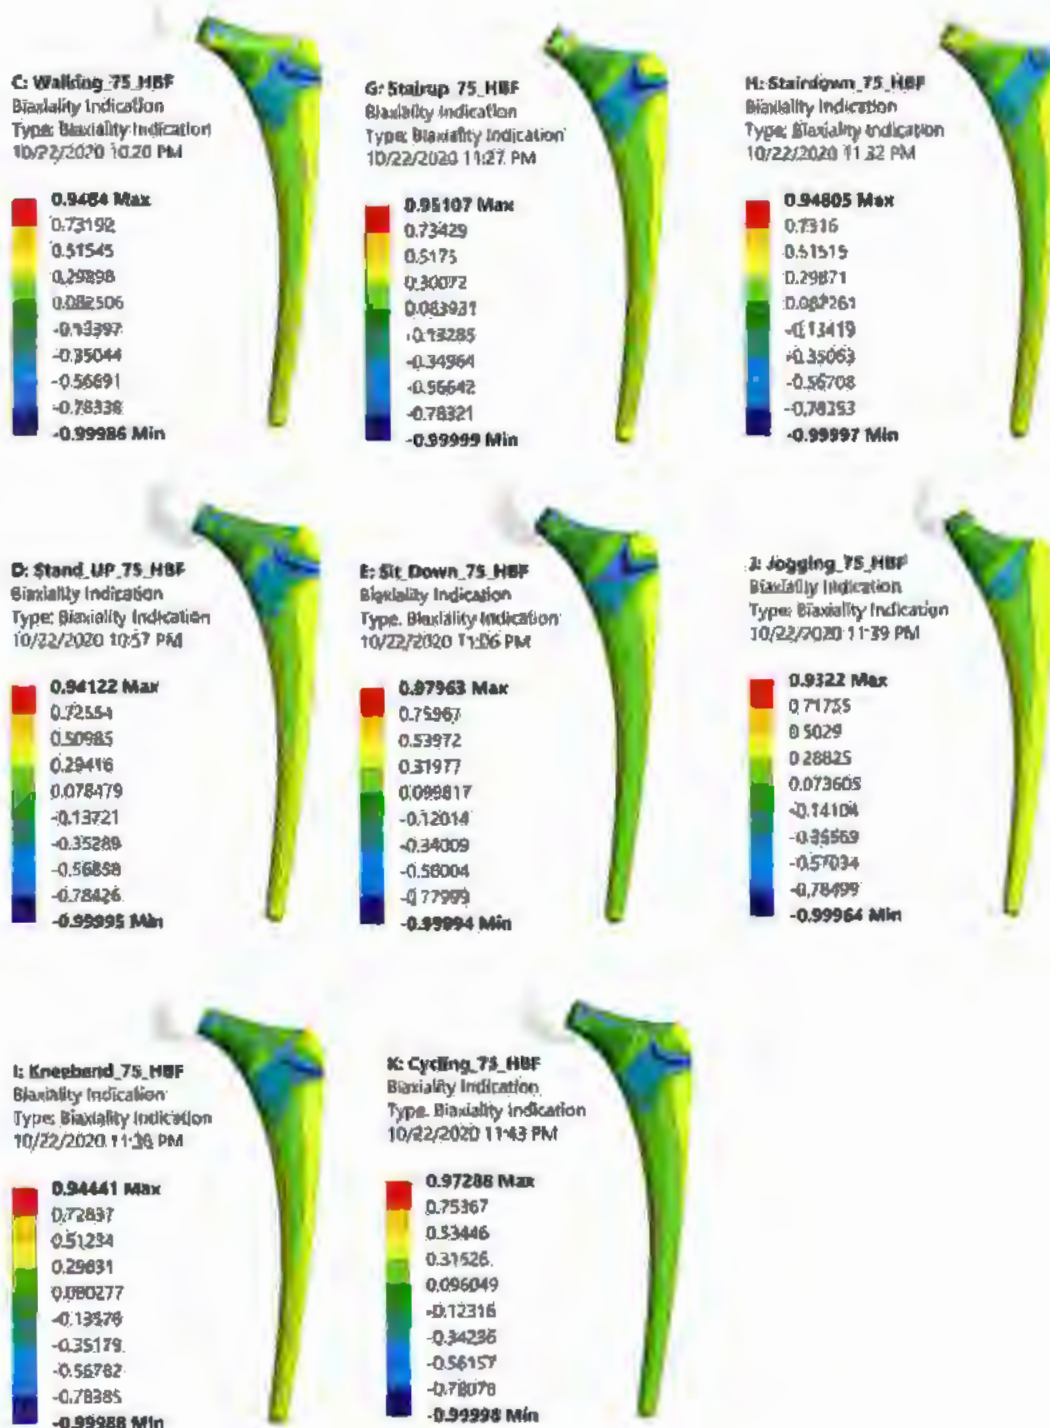 C: Walking_75_HBF
Biaxiality Indication
Type: Biaxiality Indication
10/22/2020 10:20 PM
0.9484 Max
0.73192
0.51545
0.29898
0.082506
-0.13397
-0.35044
-0.56691
-0.78338
-0.99986 Min
G: Stairup_75_HBF
Biaxiality Indication
Type: Biaxiality Indication
10/22/2020 11:27 PM
0.95107 Max
0.73429
0.5175
0.30072
0.083931
-0.13285
-0.34964
-0.56642
-0.78321
-0.99999 Min
H: Stairdown_75_HBF
Biaxiality Indication
Type: Biaxiality Indication
10/22/2020 11:32 PM
0.94805 Max
0.7316
0.51515
0.29871
0.082261
-0.13419
-0.35063
-0.56708
-0.78353
-0.99997 Min
D: Stand_UP_75_HBF
Biaxiality Indication
Type: Biaxiality Indication
10/22/2020 10:57 PM
0.94122 Max
0.72554
0.50985
0.29416
0.078479
-0.13721
-0.35289
-0.56858
-0.78426
-0.99995 Min
E: Sit_Down_75_HBF
Biaxiality Indication
Type: Biaxiality Indication
10/22/2020 11:06 PM
0.97963 Max
0.75967
0.53972
0.31977
0.099817
-0.12014
-0.34009
-0.56004
-0.77999
-0.99994 Min
J: Jogging_75_HBF
Biaxiality Indication
Type: Biaxiality Indication
10/22/2020 11:39 PM
0.9322 Max
0.71755
0.5029
0.28825
0.073605
-0.14104
-0.35569
-0.57034
-0.78499
-0.99964 Min
I: Kneebend_75_HBF
Biaxiality Indication
Type: Biaxiality Indication
10/22/2020 11:36 PM
0.94441 Max
0.72837
0.51234
0.29631
0.080277
-0.13576
-0.35179
-0.56782
-0.78385
-0.99988 Min
K: Cycling_75_HBF
Biaxiality Indication
Type: Biaxiality Indication
10/22/2020 11:43 PM
0.97288 Max
0.75367
0.53446
0.31526
0.096049
-0.12316
-0.34236
-0.56157
-0.78078
-0.99998 Min